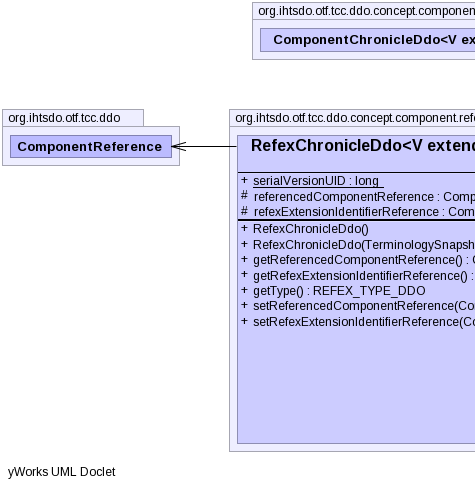 org.ihtsdo.otf.tcc.ddo.concept.component
ComponentChronicleDdo<V ex
org.ihtsdo.otf.tcc.ddo
ComponentReference
org.ihtsdo.otf.tcc.ddo.concept.component.refe
RefexChronicleDdo<V extend
+ serialVersionUID : long
# referencedComponentReference : Comp
# refexExtensionIdentifierReference : Com
+ RefexChronicleDdo()
+ RefexChronicleDdo(TerminologySnapsh
+ getReferencedComponentReference() : C
+ getRefexExtensionIdentifierReference() :
+ getType() : REFEX_TYPE_DDO
+ setReferencedComponentReference(Co
+ setRefexExtensionIdentifierReference(Co
yWorks UML Doclet